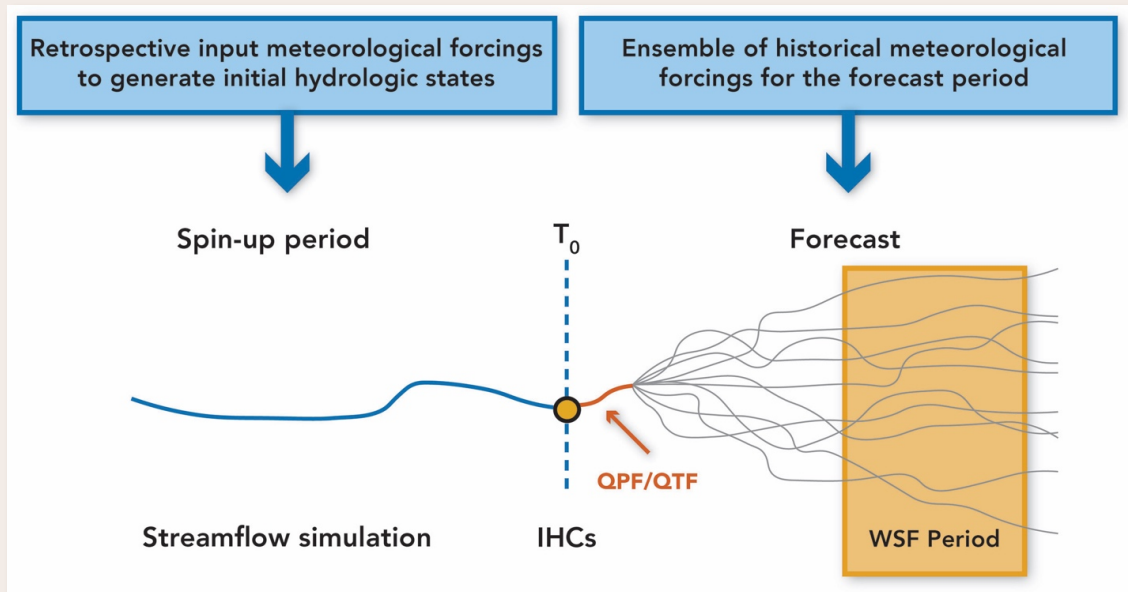 Retrospective input meteorological forcings
to generate initial hydrologic states
Ensemble of historical meteorological
forcings for the forecast period
Spin-up period
T₀
Forecast
QPF/QTF
Streamflow simulation
IHCs
WSF Period